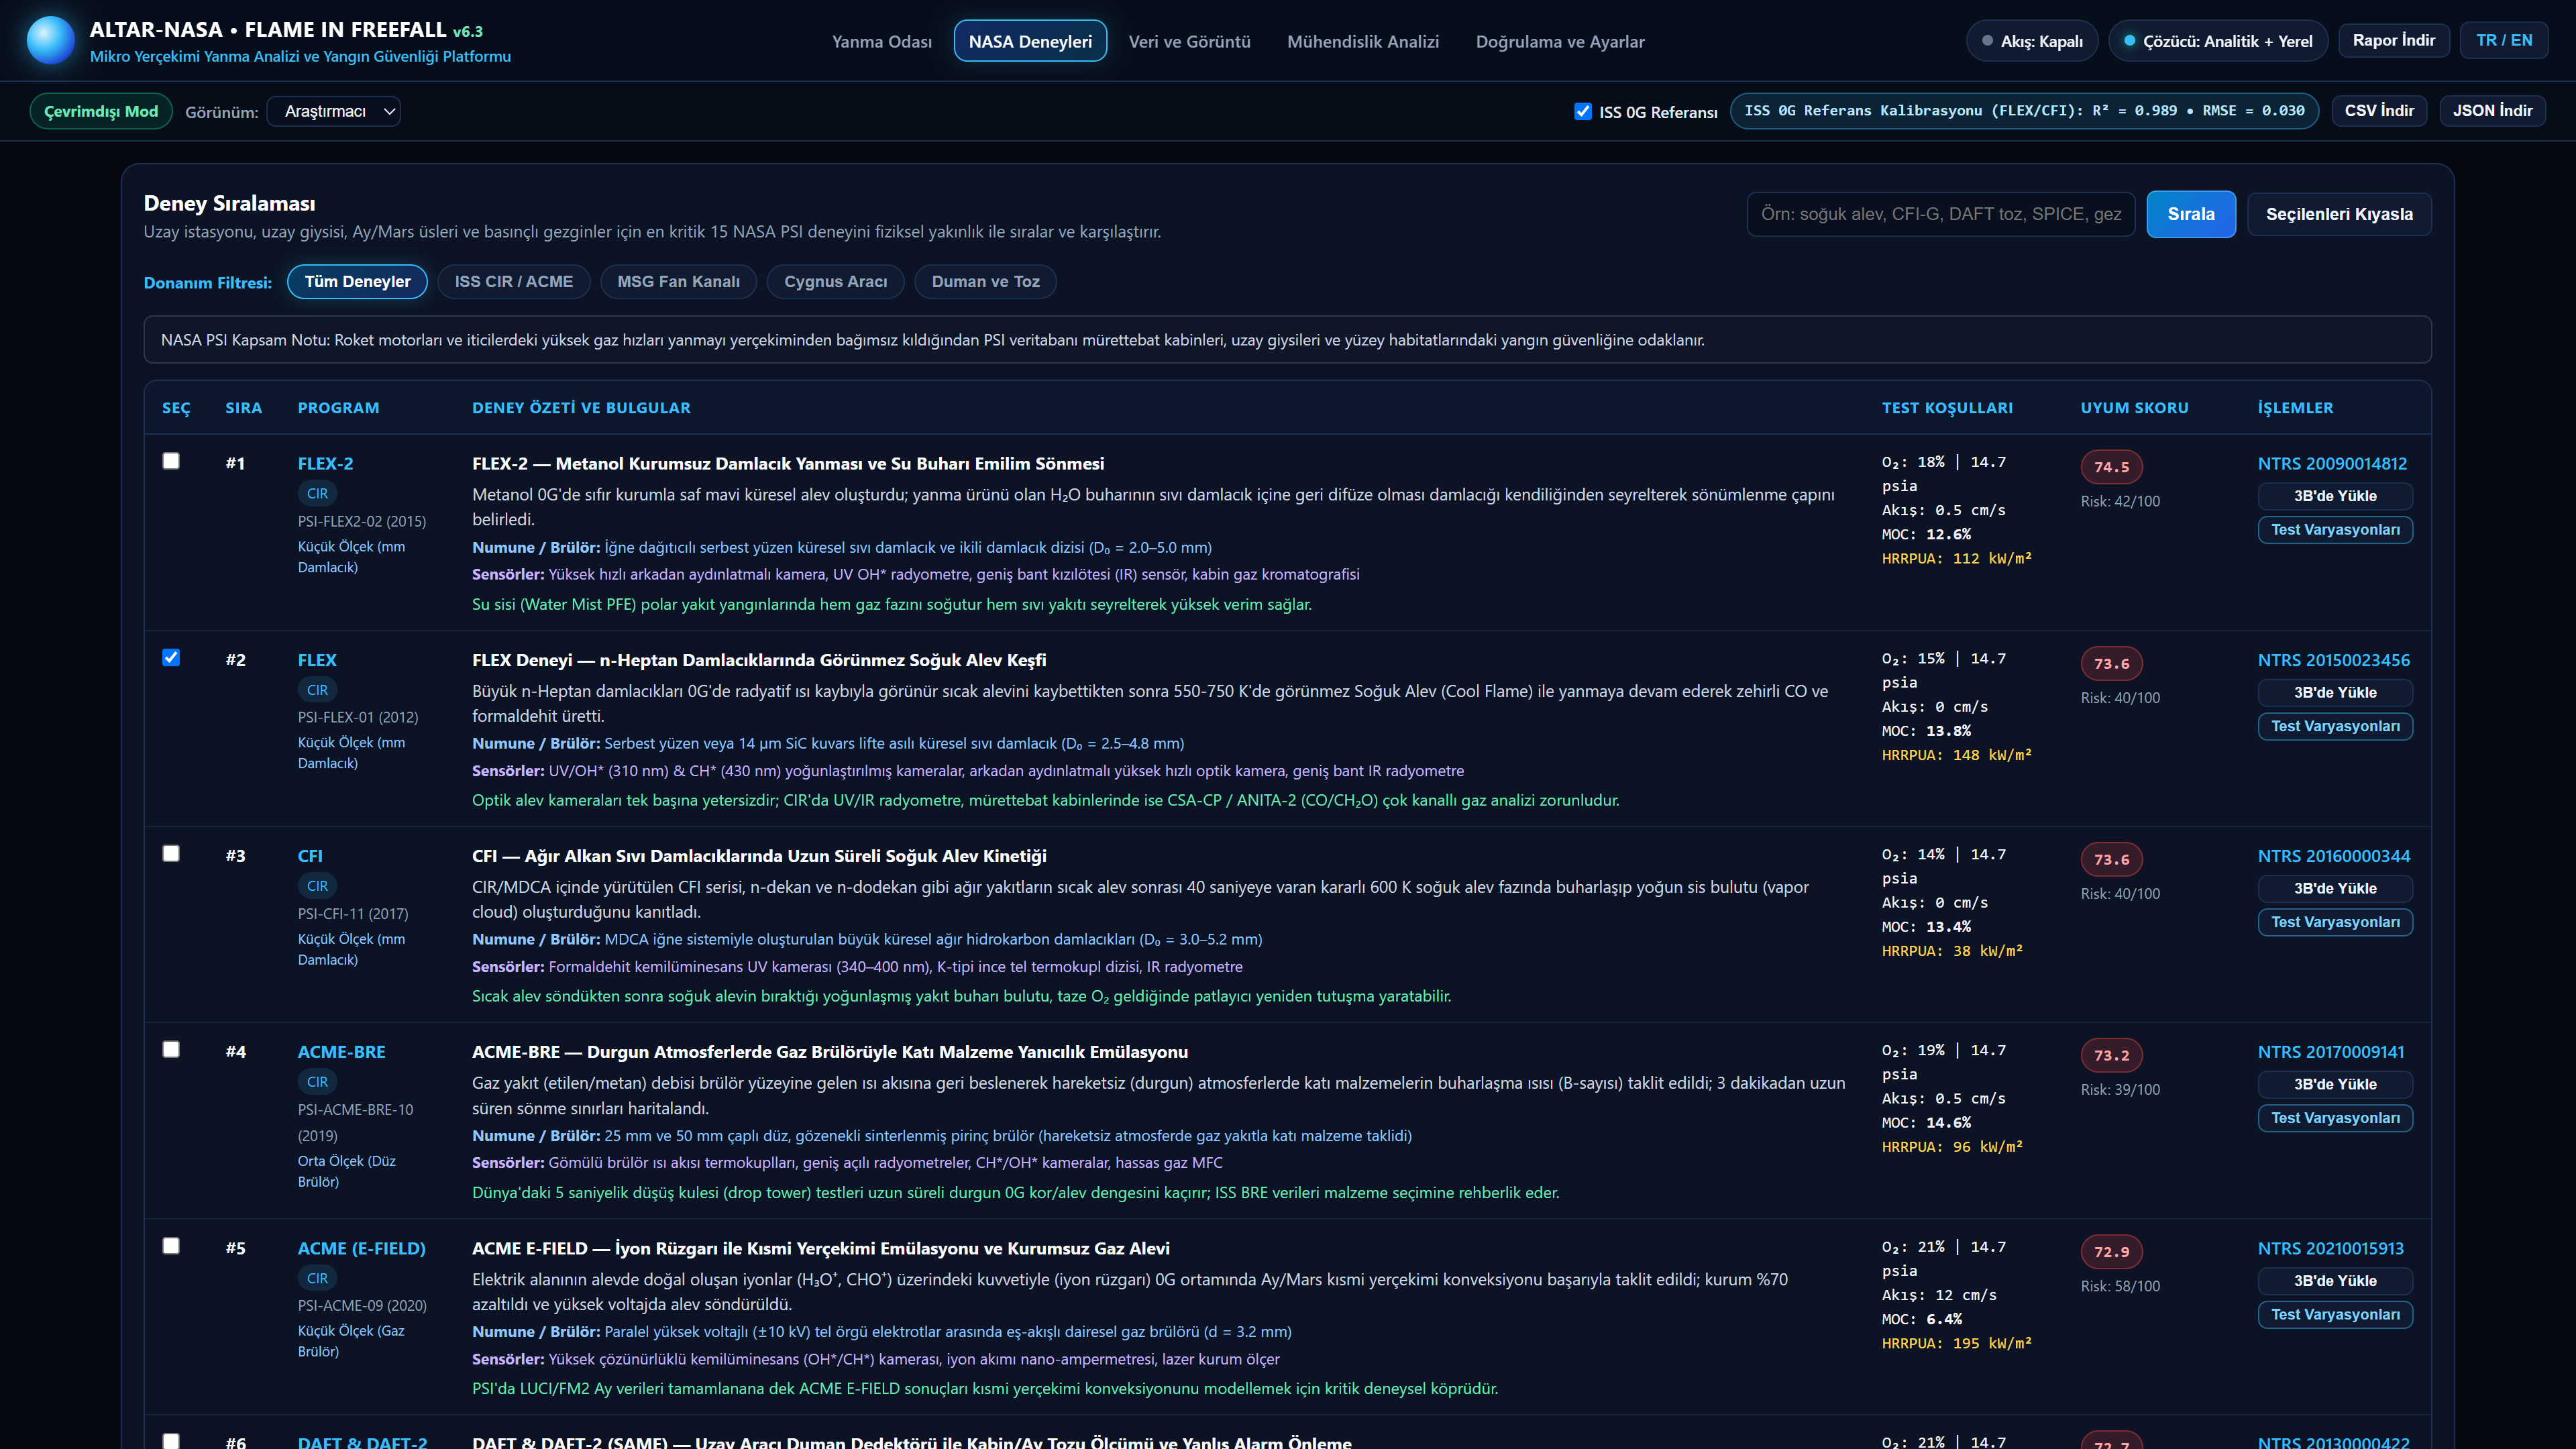 ALTAR-NASA • FLAME IN FREEFALL v6.3
Mikro Yerçekimi Yanma Analizi ve Yangın Güvenliği Platformu
Yanma Odası
NASA Deneyleri
Veri ve Görüntü
Mühendislik Analizi
Doğrulama ve Ayarlar
Akış: Kapalı
Çözücü: Analitik + Yerel
Rapor İndir
TR / EN
Çevrimdışı Mod
Görünüm:
Araştırmacı
ISS 0G Referansı
ISS 0G Referans Kalibrasyonu (FLEX/CFI): R² = 0.989 • RMSE = 0.030
CSV İndir
JSON İndir
Deney Sıralaması
Uzay istasyonu, uzay giysisi, Ay/Mars üsleri ve basınçlı gezginler için en kritik 15 NASA PSI deneyini fiziksel yakınlık ile sıralar ve karşılaştırır.
Örn: soğuk alev, CFI-G, DAFT toz, SPICE, gez
Sırala
Seçilenleri Kıyasla
Donanım Filtresi:
Tüm Deneyler
ISS CIR / ACME
MSG Fan Kanalı
Cygnus Aracı
Duman ve Toz
NASA PSI Kapsam Notu: Roket motorları ve iticilerdeki yüksek gaz hızları yanmayı yerçekiminden bağımsız kıldığından PSI veritabanı mürettebat kabinleri, uzay giysileri ve yüzey habitatlarındaki yangın güvenliğine odaklanır.
SEÇ
SIRA
PROGRAM
DENEY ÖZETİ VE BULGULAR
TEST KOŞULLARI
UYUM SKORU
İŞLEMLER
#1
FLEX-2
CIR
PSI-FLEX2-02 (2015)
Küçük Ölçek (mm
Damlacık)
FLEX-2 — Metanol Kurumsuz Damlacık Yanması ve Su Buharı Emilim Sönmesi
Metanol 0G'de sıfır kurumla saf mavi küresel alev oluşturdu; yanma ürünü olan H₂O buharının sıvı damlacık içine geri difüze olması damlacığı kendiliğinden seyrelterek sönümlenme çapını
belirledi.
Numune / Brülör: İğne dağıtıcılı serbest yüzen küresel sıvı damlacık ve ikili damlacık dizisi (D₀ = 2.0–5.0 mm)
Sensörler: Yüksek hızlı arkadan aydınlatmalı kamera, UV OH* radyometre, geniş bant kızılötesi (IR) sensör, kabin gaz kromatografisi
Su sisi (Water Mist PFE) polar yakıt yangınlarında hem gaz fazını soğutur hem sıvı yakıtı seyrelterek yüksek verim sağlar.
O₂: 18% | 14.7
psia
Akış: 0.5 cm/s
MOC: 12.6%
HRRPUA: 112 kW/m²
74.5
Risk: 42/100
NTRS 20090014812
3B'de Yükle
Test Varyasyonları
#2
FLEX
CIR
PSI-FLEX-01 (2012)
Küçük Ölçek (mm
Damlacık)
FLEX Deneyi — n-Heptan Damlacıklarında Görünmez Soğuk Alev Keşfi
Büyük n-Heptan damlacıkları 0G'de radyatif ısı kaybıyla görünür sıcak alevini kaybettikten sonra 550-750 K'de görünmez Soğuk Alev (Cool Flame) ile yanmaya devam ederek zehirli CO ve
formaldehit üretti.
Numune / Brülör: Serbest yüzen veya 14 µm SiC kuvars lifte asılı küresel sıvı damlacık (D₀ = 2.5–4.8 mm)
Sensörler: UV/OH* (310 nm) & CH* (430 nm) yoğunlaştırılmış kameralar, arkadan aydınlatmalı yüksek hızlı optik kamera, geniş bant IR radyometre
Optik alev kameraları tek başına yetersizdir; CIR'da UV/IR radyometre, mürettebat kabinlerinde ise CSA-CP / ANITA-2 (CO/CH₂O) çok kanallı gaz analizi zorunludur.
O₂: 15% | 14.7
psia
Akış: 0 cm/s
MOC: 13.8%
HRRPUA: 148 kW/m²
73.6
Risk: 40/100
NTRS 20150023456
3B'de Yükle
Test Varyasyonları
#3
CFI
CIR
PSI-CFI-11 (2017)
Küçük Ölçek (mm
Damlacık)
CFI — Ağır Alkan Sıvı Damlacıklarında Uzun Süreli Soğuk Alev Kinetiği
CIR/MDCA içinde yürütülen CFI serisi, n-dekan ve n-dodekan gibi ağır yakıtların sıcak alev sonrası 40 saniyeye varan kararlı 600 K soğuk alev fazında buharlaşıp yoğun sis bulutu (vapor
cloud) oluşturduğunu kanıtladı.
Numune / Brülör: MDCA iğne sistemiyle oluşturulan büyük küresel ağır hidrokarbon damlacıkları (D₀ = 3.0–5.2 mm)
Sensörler: Formaldehit kemilüminesans UV kamerası (340–400 nm), K-tipi ince tel termokupl dizisi, IR radyometre
Sıcak alev söndükten sonra soğuk alevin bıraktığı yoğunlaşmış yakıt buharı bulutu, taze O₂ geldiğinde patlayıcı yeniden tutuşma yaratabilir.
O₂: 14% | 14.7
psia
Akış: 0 cm/s
MOC: 13.4%
HRRPUA: 38 kW/m²
73.6
Risk: 40/100
NTRS 20160000344
3B'de Yükle
Test Varyasyonları
#4
ACME-BRE
CIR
PSI-ACME-BRE-10
(2019)
Orta Ölçek (Düz
Brülör)
ACME-BRE — Durgun Atmosferlerde Gaz Brülörüyle Katı Malzeme Yanıcılık Emülasyonu
Gaz yakıt (etilen/metan) debisi brülör yüzeyine gelen ısı akısına geri beslenerek hareketsiz (durgun) atmosferlerde katı malzemelerin buharlaşma ısısı (B-sayısı) taklit edildi; 3 dakikadan uzun
süren sönme sınırları haritalandı.
Numune / Brülör: 25 mm ve 50 mm çaplı düz, gözenekli sinterlenmiş pirinç brülör (hareketsiz atmosferde gaz yakıtla katı malzeme taklidi)
Sensörler: Gömülü brülör ısı akısı termokuplları, geniş açılı radyometreler, CH*/OH* kameralar, hassas gaz MFC
Dünya'daki 5 saniyelik düşüş kulesi (drop tower) testleri uzun süreli durgun 0G kor/alev dengesini kaçırır; ISS BRE verileri malzeme seçimine rehberlik eder.
O₂: 19% | 14.7
psia
Akış: 0.5 cm/s
MOC: 14.6%
HRRPUA: 96 kW/m²
73.2
Risk: 39/100
NTRS 20170009141
3B'de Yükle
Test Varyasyonları
#5
ACME (E-FIELD)
CIR
PSI-ACME-09 (2020)
Küçük Ölçek (Gaz
Brülör)
ACME E-FIELD — İyon Rüzgarı ile Kısmi Yerçekimi Emülasyonu ve Kurumsuz Gaz Alevi
Elektrik alanının alevde doğal oluşan iyonlar (H₃O⁺, CHO⁺) üzerindeki kuvvetiyle (iyon rüzgarı) 0G ortamında Ay/Mars kısmi yerçekimi konveksiyonu başarıyla taklit edildi; kurum %70
azaltıldı ve yüksek voltajda alev söndürüldü.
Numune / Brülör: Paralel yüksek voltajlı (±10 kV) tel örgü elektrotlar arasında eş-akışlı dairesel gaz brülörü (d = 3.2 mm)
Sensörler: Yüksek çözünürlüklü kemilüminesans (OH*/CH*) kamerası, iyon akımı nano-ampermetresi, lazer kurum ölçer
PSI'da LUCI/FM2 Ay verileri tamamlanana dek ACME E-FIELD sonuçları kısmi yerçekimi konveksiyonunu modellemek için kritik deneysel köprüdür.
O₂: 21% | 14.7
psia
Akış: 12 cm/s
MOC: 6.4%
HRRPUA: 195 kW/m²
72.9
Risk: 58/100
NTRS 20210015913
3B'de Yükle
Test Varyasyonları
#6
DAFT & DAFT-2
DAFT & DAFT-2 (SAME) — Uzay Aracı Duman Dedektörü ile Kabin/Ay Tozu Ölçümü ve Yanlış Alarm Önleme
O₂: 21% | 14.7
72.7
NTRS 20130000422